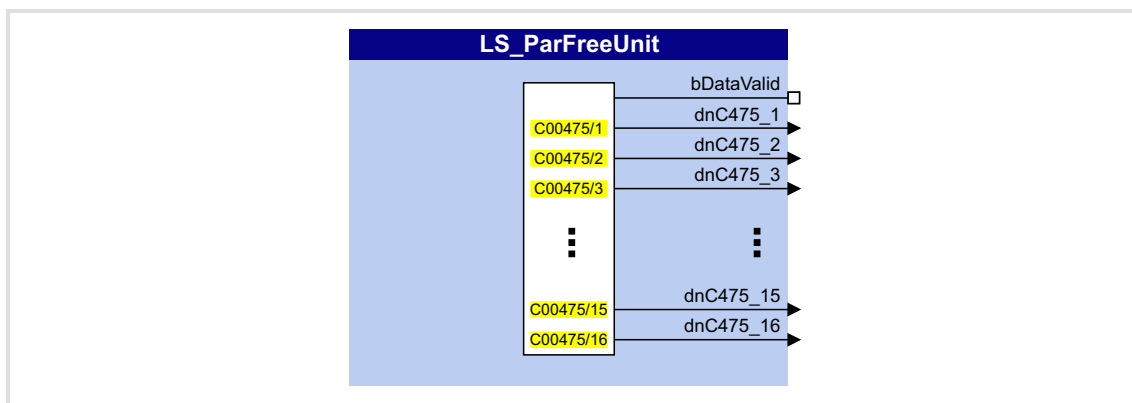 LS_ParFreeUnit
bDataValid
C00475/1 dnC475_1
C00475/2 dnC475_2
C00475/3 dnC475_3
C00475/15 dnC475_15
C00475/16 dnC475_16